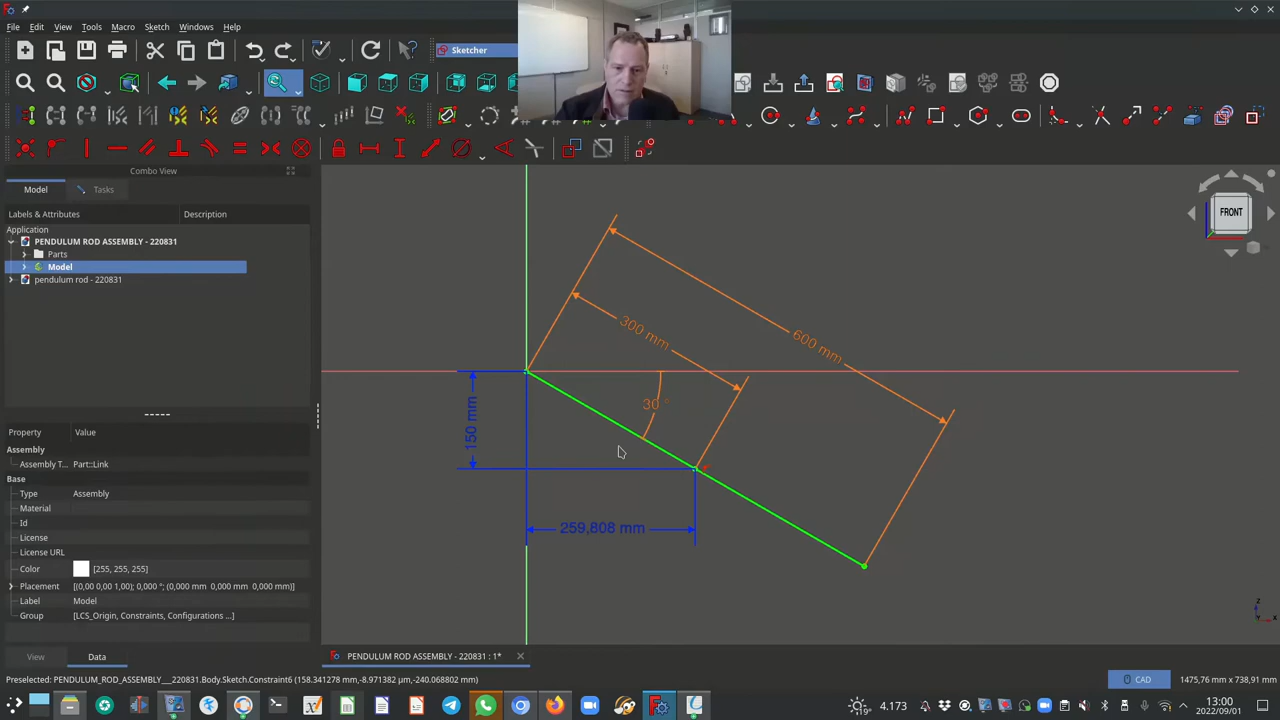 File Edit View Tools Macro Sketch Windows Help
Sketcher
Combo View
Model Tasks
Labels & Attributes Description
Application
PENDULUM ROD ASSEMBLY - 220831
Parts
Model
pendulum rod - 220831
FRONT
600 mm
300 mm
30 °
150 mm
259,808 mm
Property Value
Assembly
Assembly T... Part::Link
Base
Type Assembly
Material
Id
License
License URL
Color [255, 255, 255]
Placement [(0,00 0,00 1,00); 0,000 °; (0,000 mm 0,000 mm 0,000 mm)]
Label Model
Group [LCS_Origin, Constraints, Configurations ...]
Z
X
View Data
PENDULUM ROD ASSEMBLY - 220831 : 1*
Preselected: PENDULUM_ROD_ASSEMBLY__220831.Body.Sketch.Constraint6 (158.341278 mm,-8.971382 µm,-240.068802 mm)
CAD
1475,76 mm x 738,91 mm
19° 4.173
13:00
2022/09/01